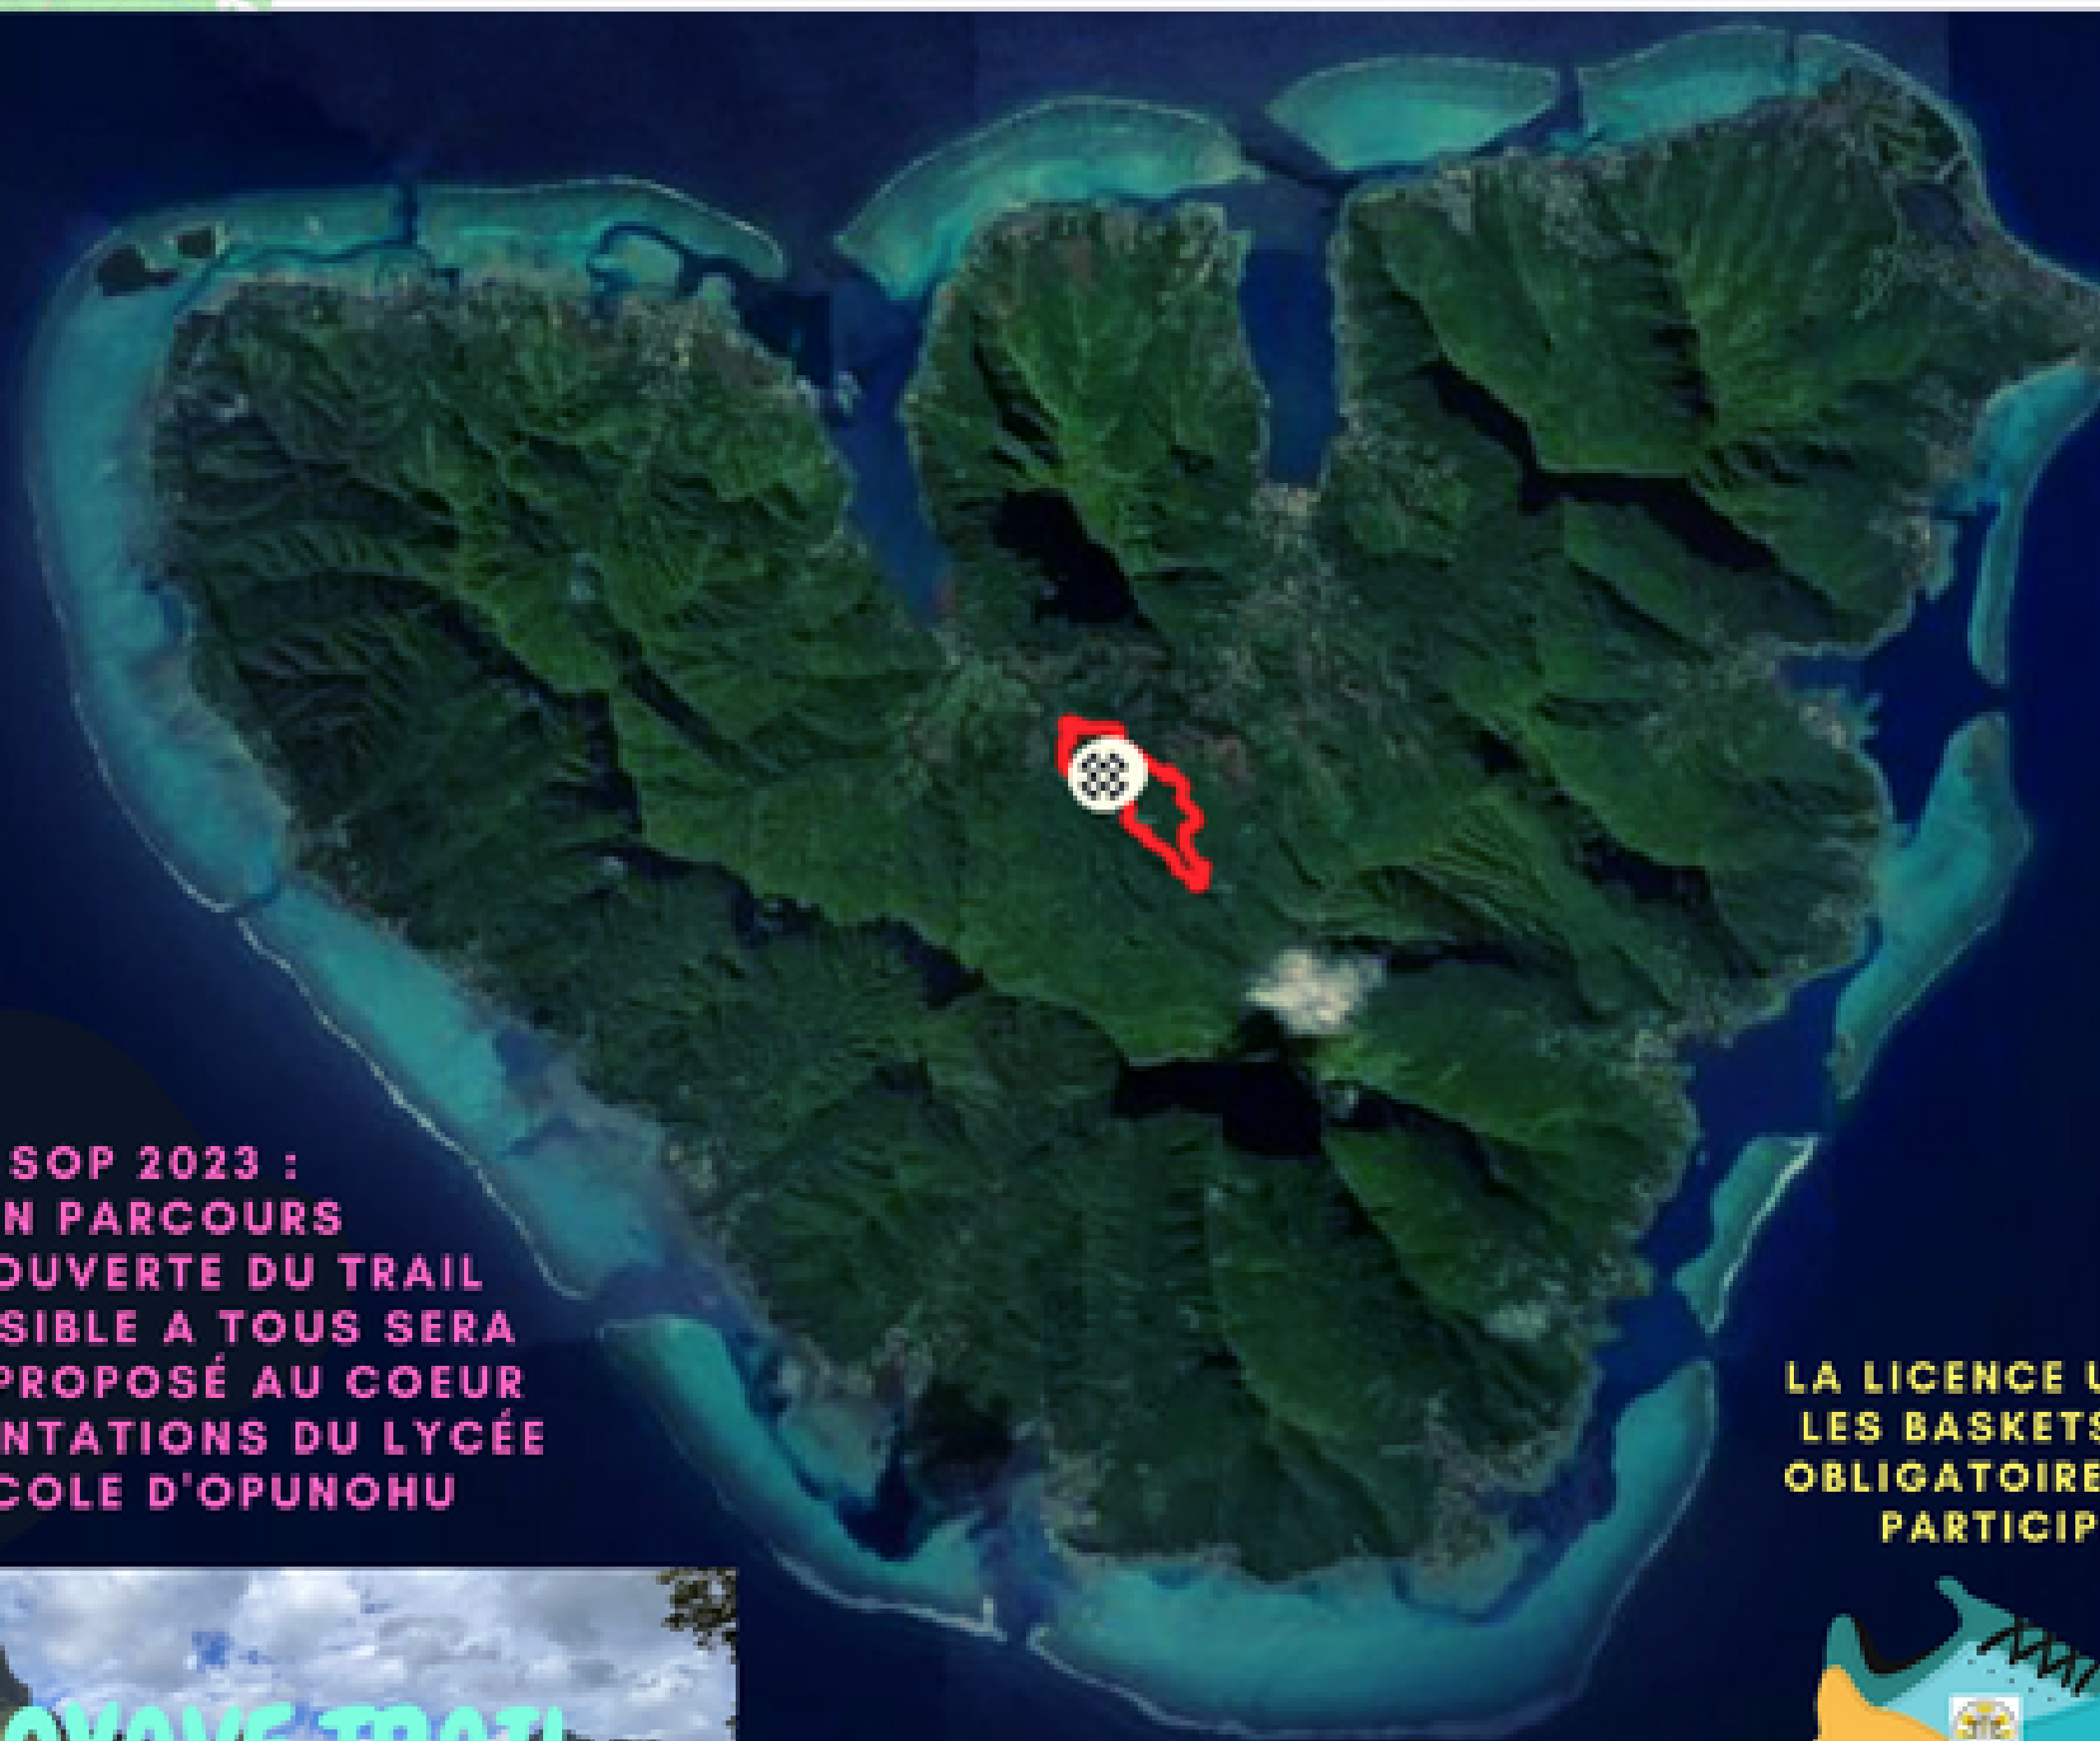 SOP 2023 :
N PARCOURS
OUVERTE DU TRAIL
SIBLE A TOUS SERA
PROPOSÉ AU COEUR
NTATIONS DU LYCÉE
COLE D'OPUNOHU
LA LICENCE U
LES BASKETS
OBLIGATOIRE
PARTICIP
TRAIL